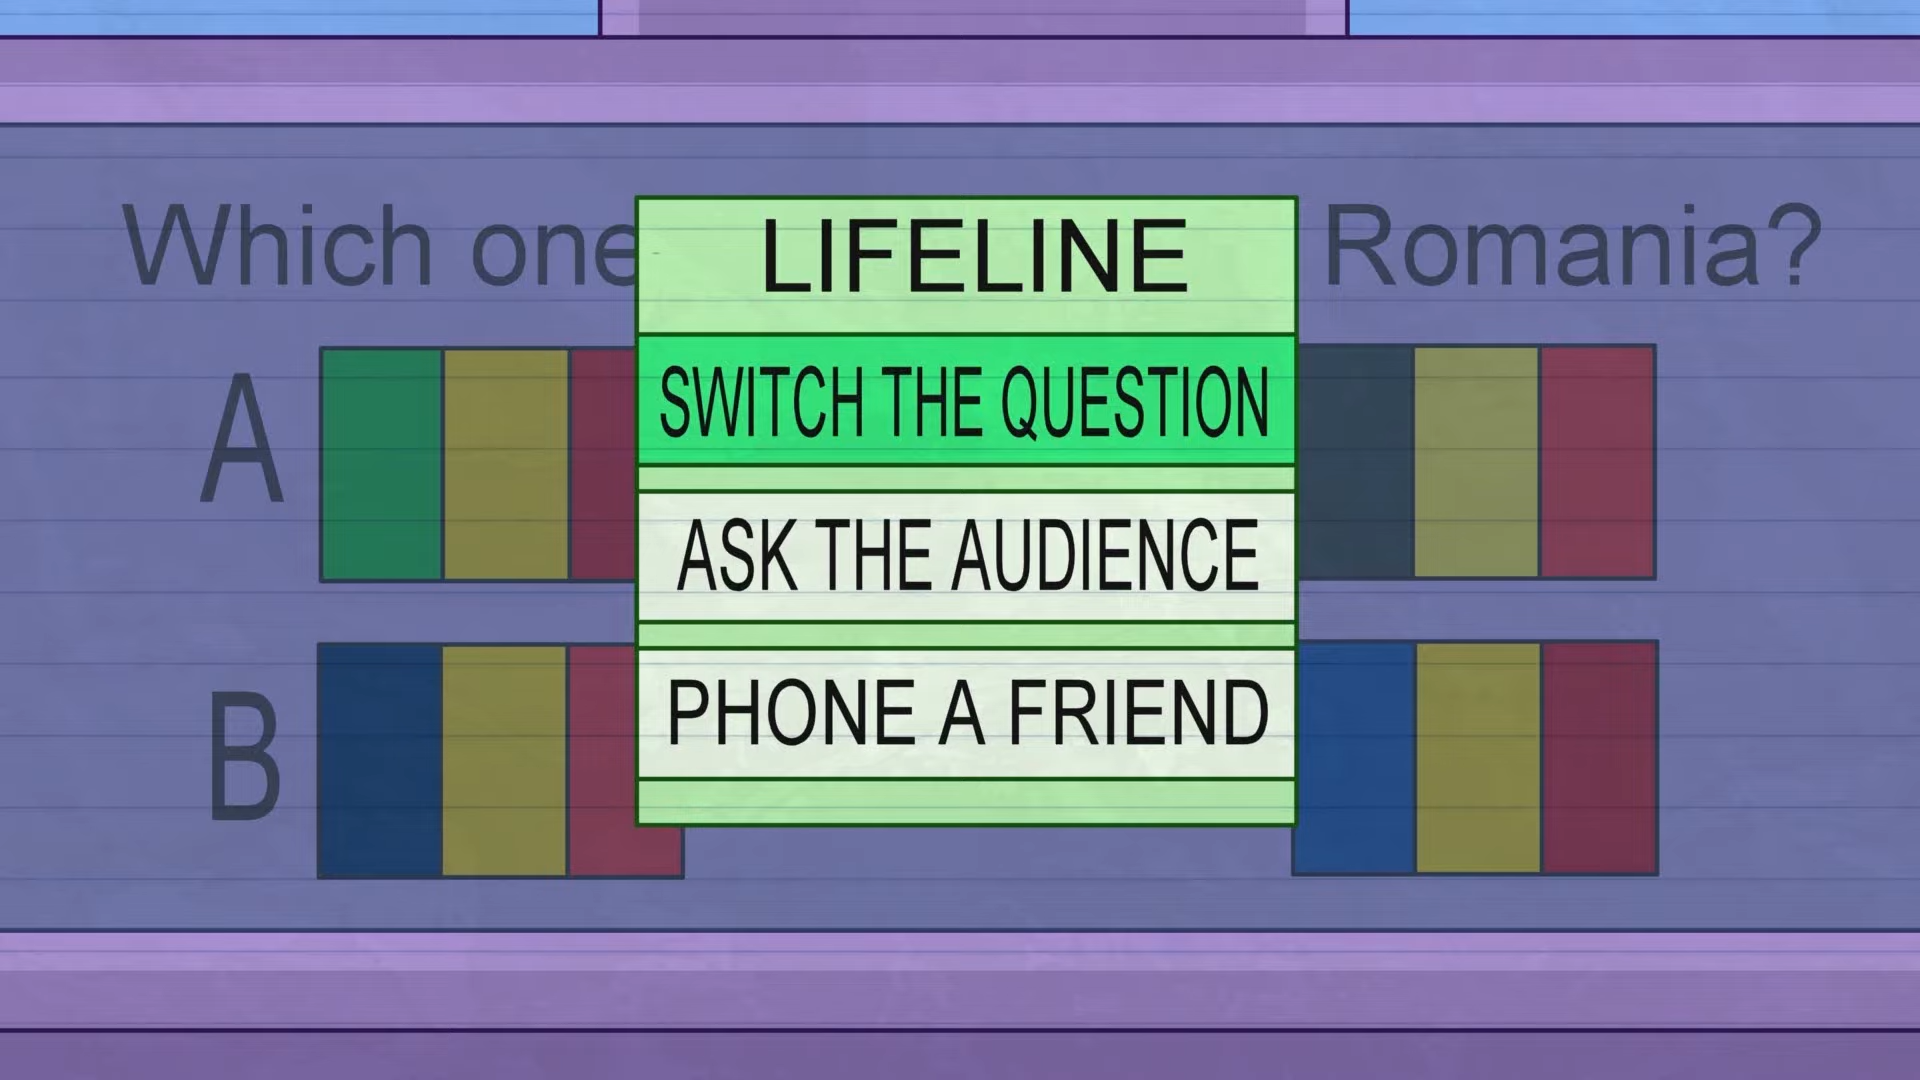 Which one Romania?
LIFELINE
A
SWITCH THE QUESTION
ASK THE AUDIENCE
B
PHONE A FRIEND